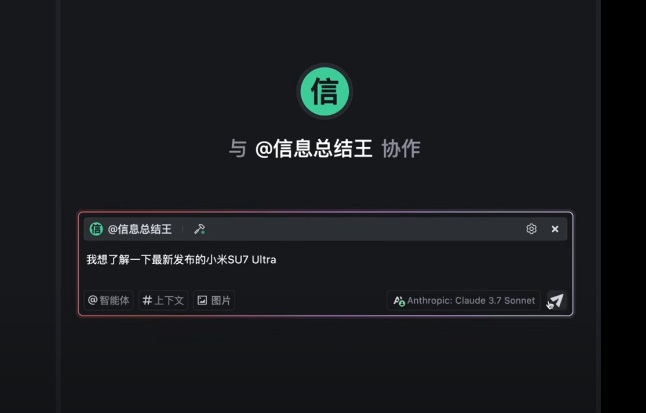 信
与 @信息总结王 协作
信 @信息总结王
我想了解一下最新发布的小米SU7 Ultra
@ 智能体 # 上下文 图片 Anthropic: Claude 3.7 Sonnet